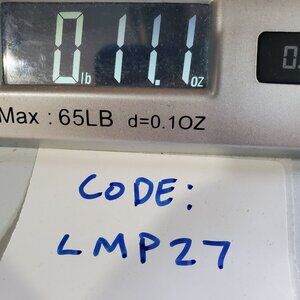 0 lb 11.1 oz
Max : 65LB d=0.1OZ
CODE:
LMP27